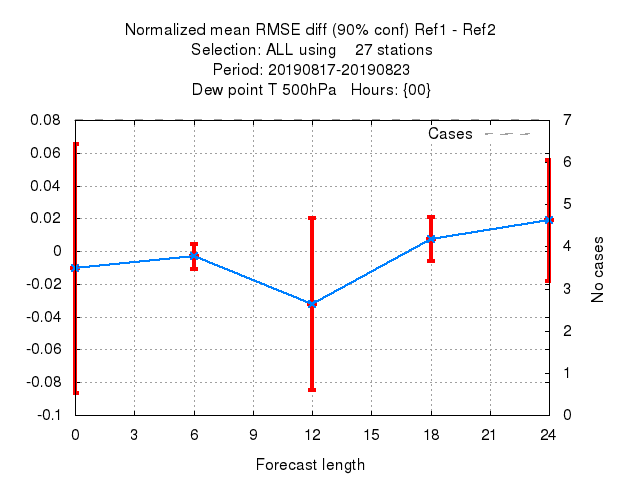 Normalized mean RMSE diff (90% conf) Ref1 - Ref2
Selection: ALL using    27 stations
Period: 20190817-20190823
Dew point T 500hPa   Hours: {00}
Cases
0.08
0.06
0.04
0.02
0
-0.02
-0.04
-0.06
-0.08
-0.1
7
6
5
4
3
2
1
0
No cases
0 3 6 9 12 15 18 21 24
Forecast length